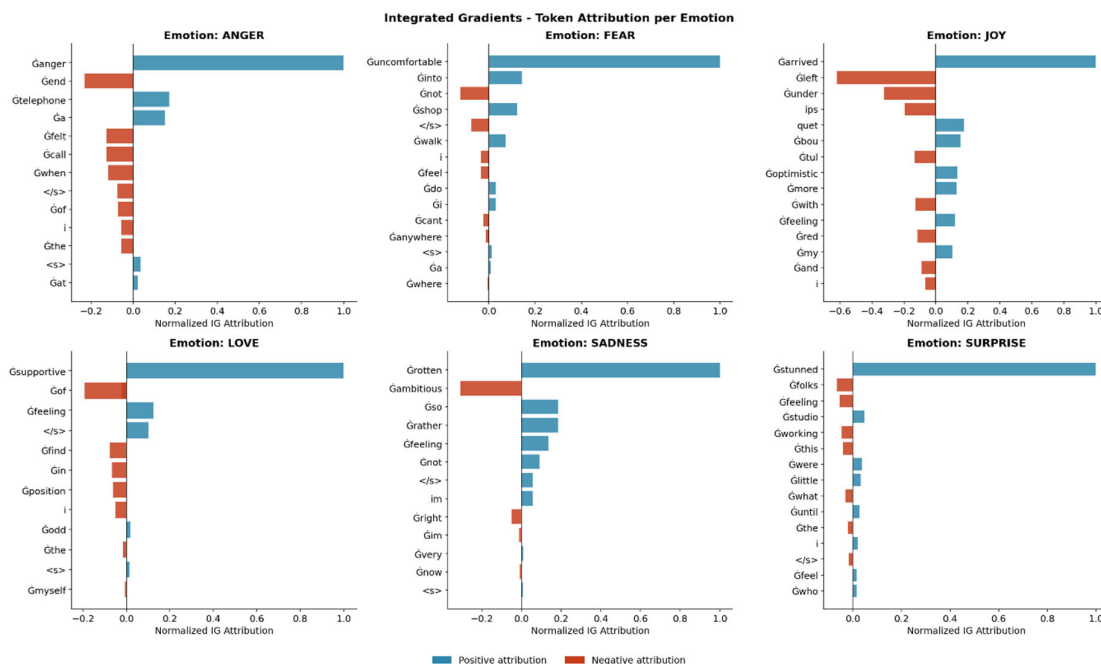 Integrated Gradients - Token Attribution per Emotion
Emotion: ANGER
Ġanger
Ġend
Ġtelephone
Ġa
Ġfelt
Ġcall
Ġwhen
</s>
Ġof
i
Ġthe
<s>
Ġat
−0.2 0.0 0.2 0.4 0.6 0.8 1.0
Normalized IG Attribution
Emotion: FEAR
Ġuncomfortable
Ġinto
Ġnot
Ġshop
</s>
Ġwalk
i
Ġfeel
Ġdo
Ġi
Ġcant
Ġanywhere
<s>
Ġa
Ġwhere
0.0 0.2 0.4 0.6 0.8 1.0
Normalized IG Attribution
Emotion: JOY
Ġarrived
Ġleft
Ġunder
ips
quet
Ġbou
Ġtul
Ġoptimistic
Ġmore
Ġwith
Ġfeeling
Ġred
Ġmy
Ġand
i
−0.6 −0.4 −0.2 0.0 0.2 0.4 0.6 0.8 1.0
Normalized IG Attribution
Emotion: LOVE
Ġsupportive
Ġof
Ġfeeling
</s>
Ġfind
Ġin
Ġposition
i
Ġodd
Ġthe
<s>
Ġmyself
−0.2 0.0 0.2 0.4 0.6 0.8 1.0
Normalized IG Attribution
Emotion: SADNESS
Ġrotten
Ġambitious
Ġso
Ġrather
Ġfeeling
Ġnot
</s>
im
Ġright
Ġim
Ġvery
Ġnow
<s>
−0.2 0.0 0.2 0.4 0.6 0.8 1.0
Normalized IG Attribution
Emotion: SURPRISE
Ġstunned
Ġfolks
Ġfeeling
Ġstudio
Ġworking
Ġthis
Ġwere
Ġlittle
Ġwhat
Ġuntil
Ġthe
i
</s>
Ġfeel
Ġwho
0.0 0.2 0.4 0.6 0.8 1.0
Normalized IG Attribution
Positive attribution Negative attribution